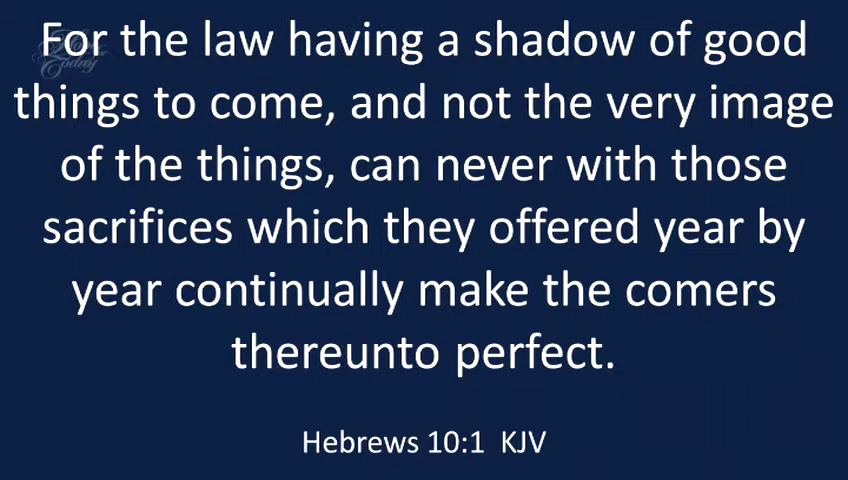 For the law having a shadow of good
things to come, and not the very image
of the things, can never with those
sacrifices which they offered year by
year continually make the comers
thereunto perfect.
Hebrews 10:1 KJV